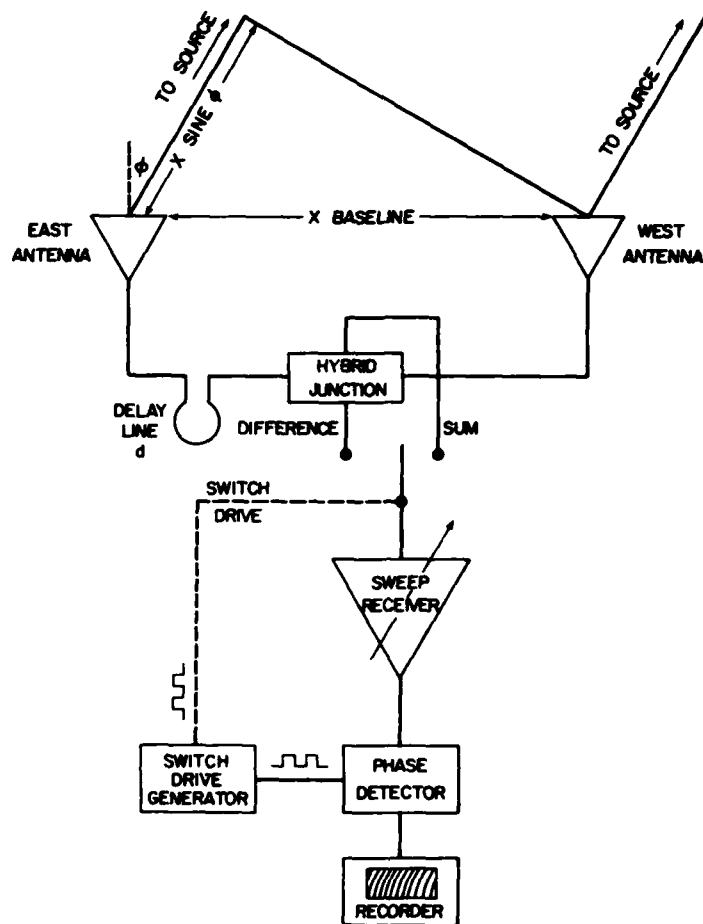 TO SOURCE
X SINE ϕ
TO SOURCE
ϕ
EAST
ANTENNA
X BASELINE
WEST
ANTENNA
HYBRID
JUNCTION
DELAY
LINE
d
DIFFERENCE
SUM
SWITCH
DRIVE
SWEEP
RECEIVER
SWITCH
DRIVE
GENERATOR
PHASE
DETECTOR
RECORDER